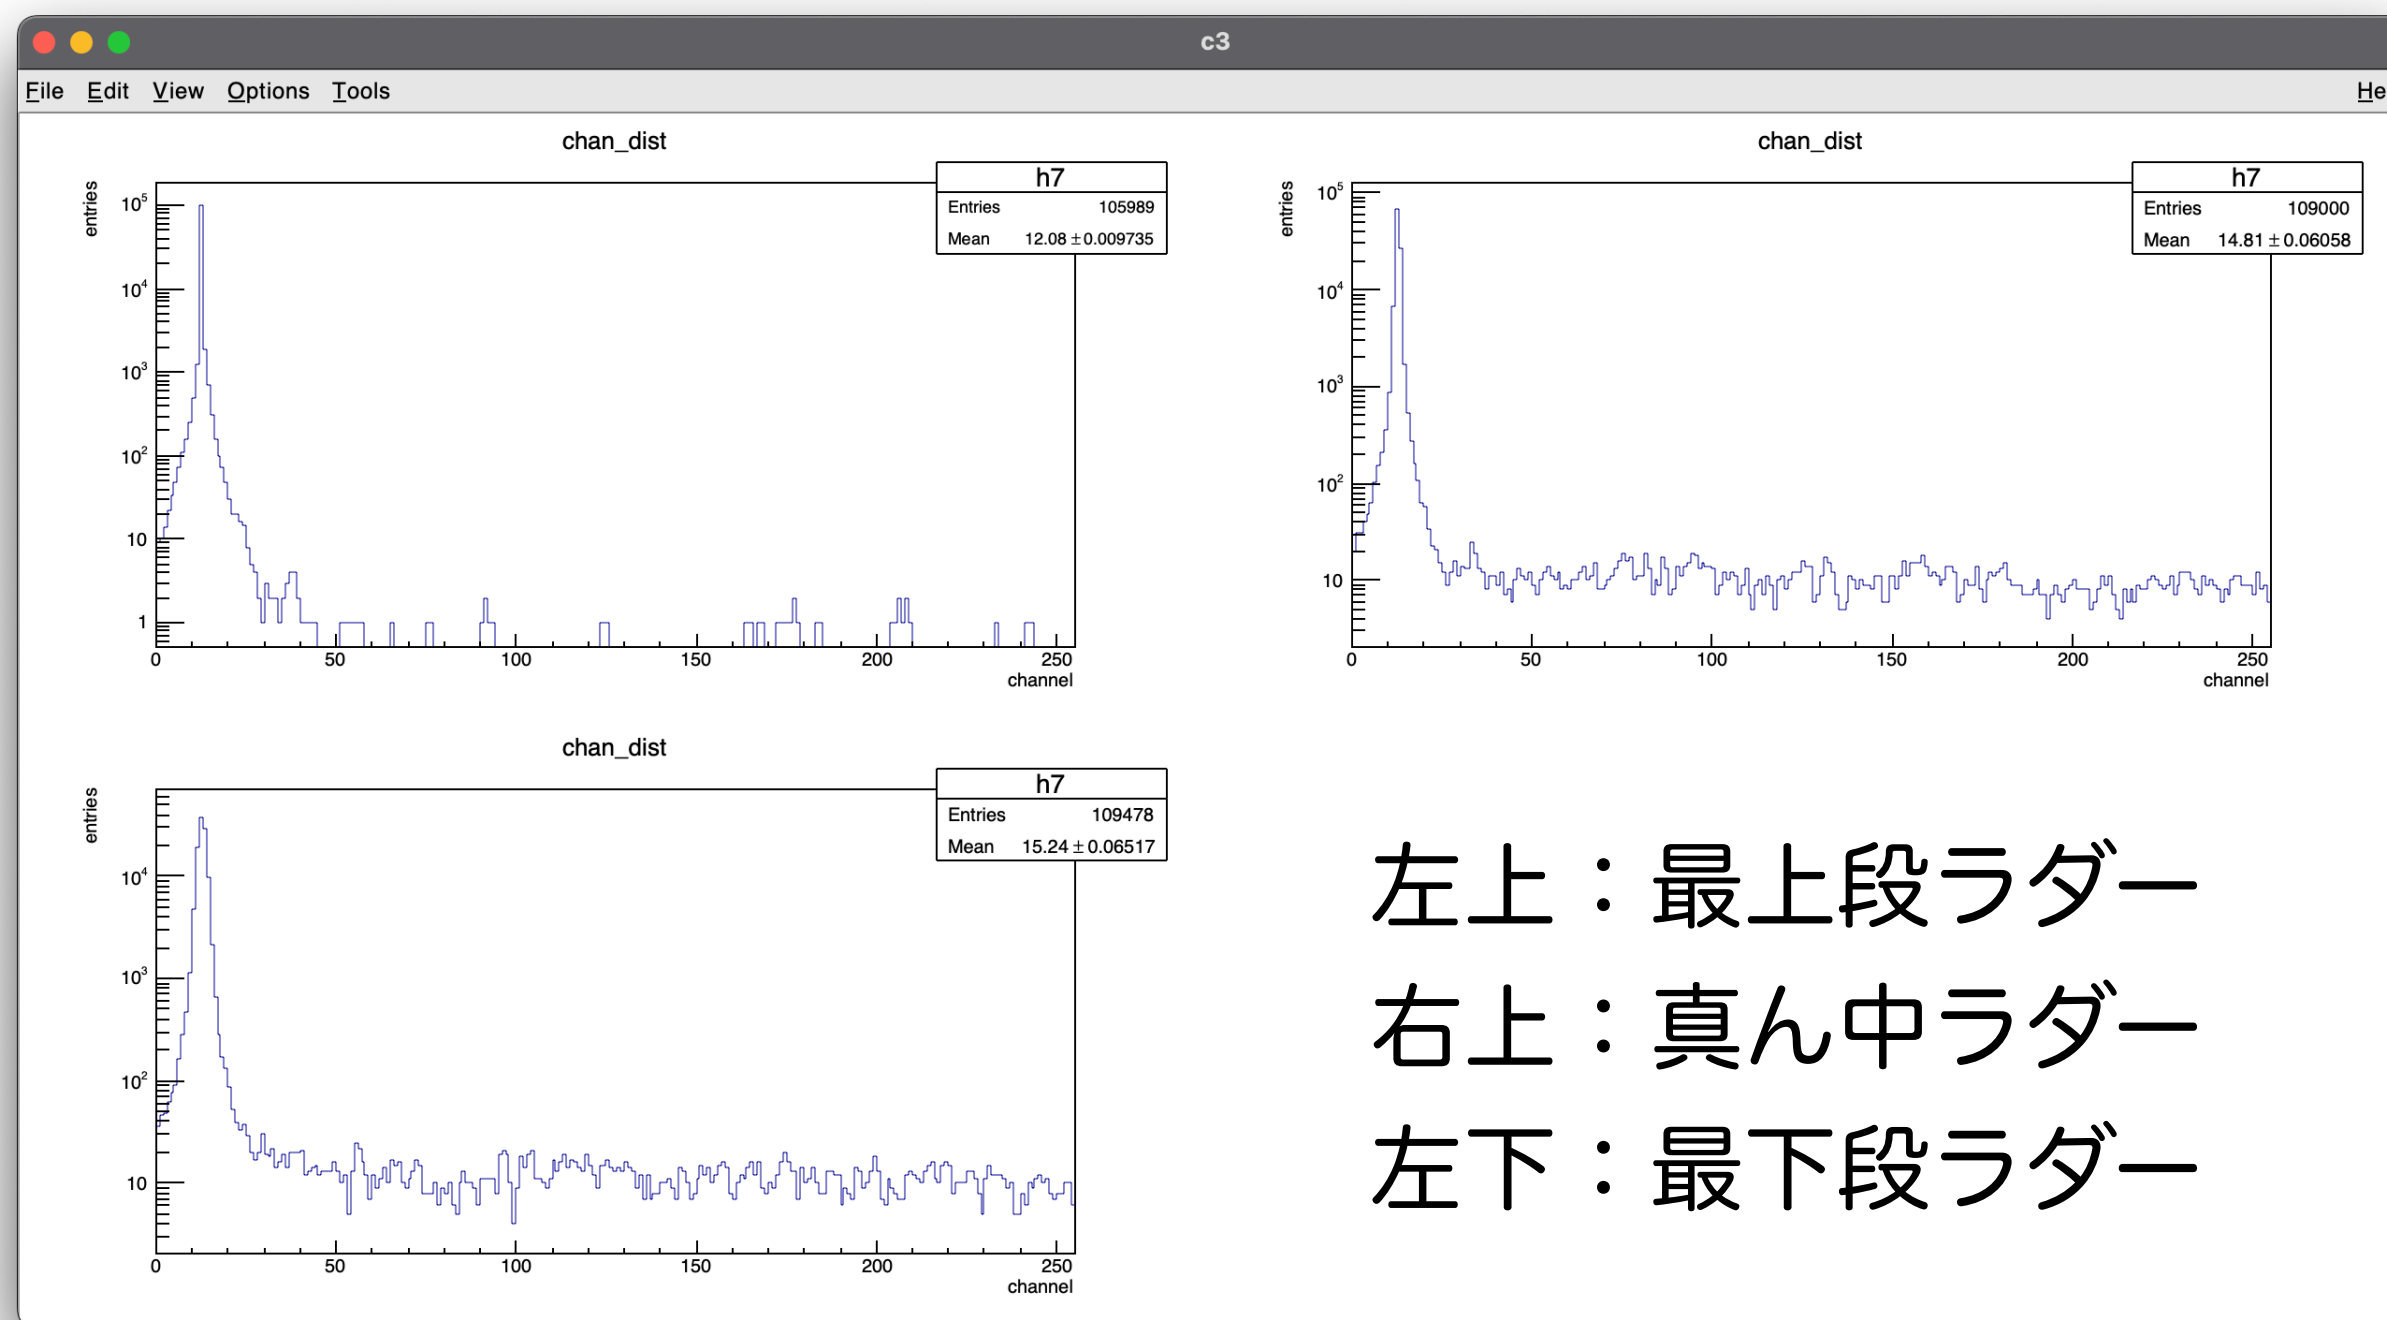 c3
File Edit View Options Tools He
chan_dist
entries
h7
Entries 105989
Mean 12.08 ± 0.009735
10⁵
10⁴
10³
10²
10
1
0 50 100 150 200 250
channel
chan_dist
entries
h7
Entries 109000
Mean 14.81 ± 0.06058
10⁵
10⁴
10³
10²
10
0 50 100 150 200 250
channel
chan_dist
entries
h7
Entries 109478
Mean 15.24 ± 0.06517
10⁴
10³
10²
10
0 50 100 150 200 250
channel
左上：最上段ラダー
右上：真ん中ラダー
左下：最下段ラダー